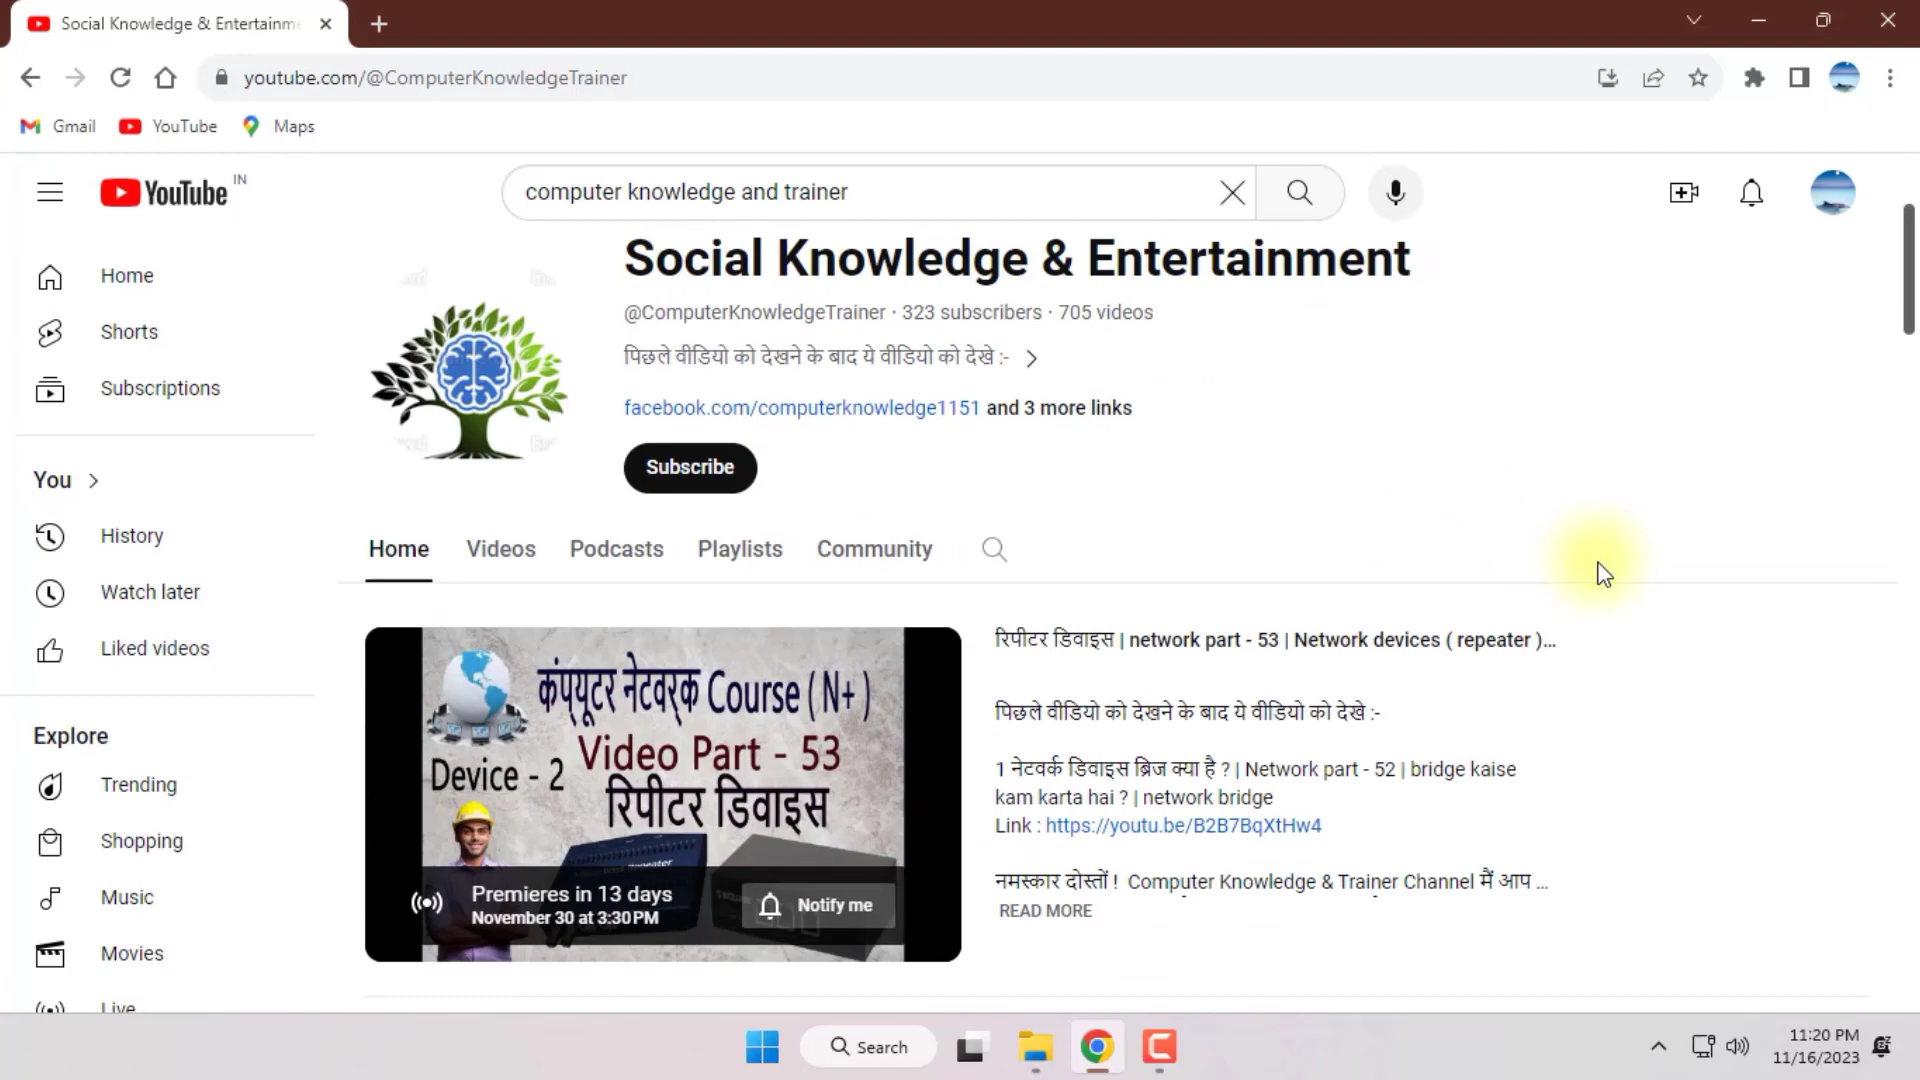 Social Knowledge & Entertainme
youtube.com/@ComputerKnowledgeTrainer
Gmail
YouTube
Maps
YouTube IN
computer knowledge and trainer
Home
Shorts
Subscriptions
You
History
Watch later
Liked videos
Explore
Trending
Shopping
Music
Movies
Live
Social Knowledge & Entertainment
@ComputerKnowledgeTrainer · 323 subscribers · 705 videos
पिछले वीडियो को देखने के बाद ये वीडियो को देखे :-
facebook.com/computerknowledge1151 and 3 more links
Subscribe
Home Videos Podcasts Playlists Community
कंप्यूटर नेटवर्क Course ( N+ )
Video Part - 53
Device - 2
रिपीटर डिवाइस
Repeater
Premieres in 13 days
November 30 at 3:30 PM
Notify me
रिपीटर डिवाइस | network part - 53 | Network devices ( repeater )...
पिछले वीडियो को देखने के बाद ये वीडियो को देखे :-
1 नेटवर्क डिवाइस ब्रिज क्या है ? | Network part - 52 | bridge kaise
kam karta hai ? | network bridge
Link : https://youtu.be/B2B7BqXtHw4
नमस्कार दोस्तों ! Computer Knowledge & Trainer Channel मैं आप ...
READ MORE
Search
11:20 PM
11/16/2023